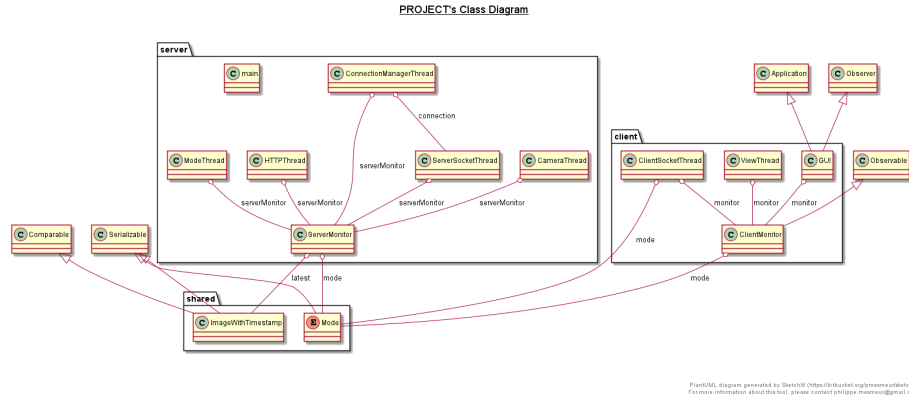 PROJECT's Class Diagram
server
C main
C ConnectionManagerThread
C Application
C Observer
connection
client
C ModeThread
C HTTPThread
C ServerSocketThread
C CameraThread
C ClientSocketThread
C ViewThread
C GUI
C Observable
serverMonitor
serverMonitor
serverMonitor
serverMonitor
serverMonitor
monitor
monitor
monitor
C Comparable
C Serializable
C ServerMonitor
C ClientMonitor
mode
latest
mode
mode
shared
C ImageWithTimestamp
E Mode
PlantUML diagram generated by SketchIt! (https://bitbucket.org/pmesmeur/sketc
For more information about this tool, please contact philippe.mesmeur@gmail.c